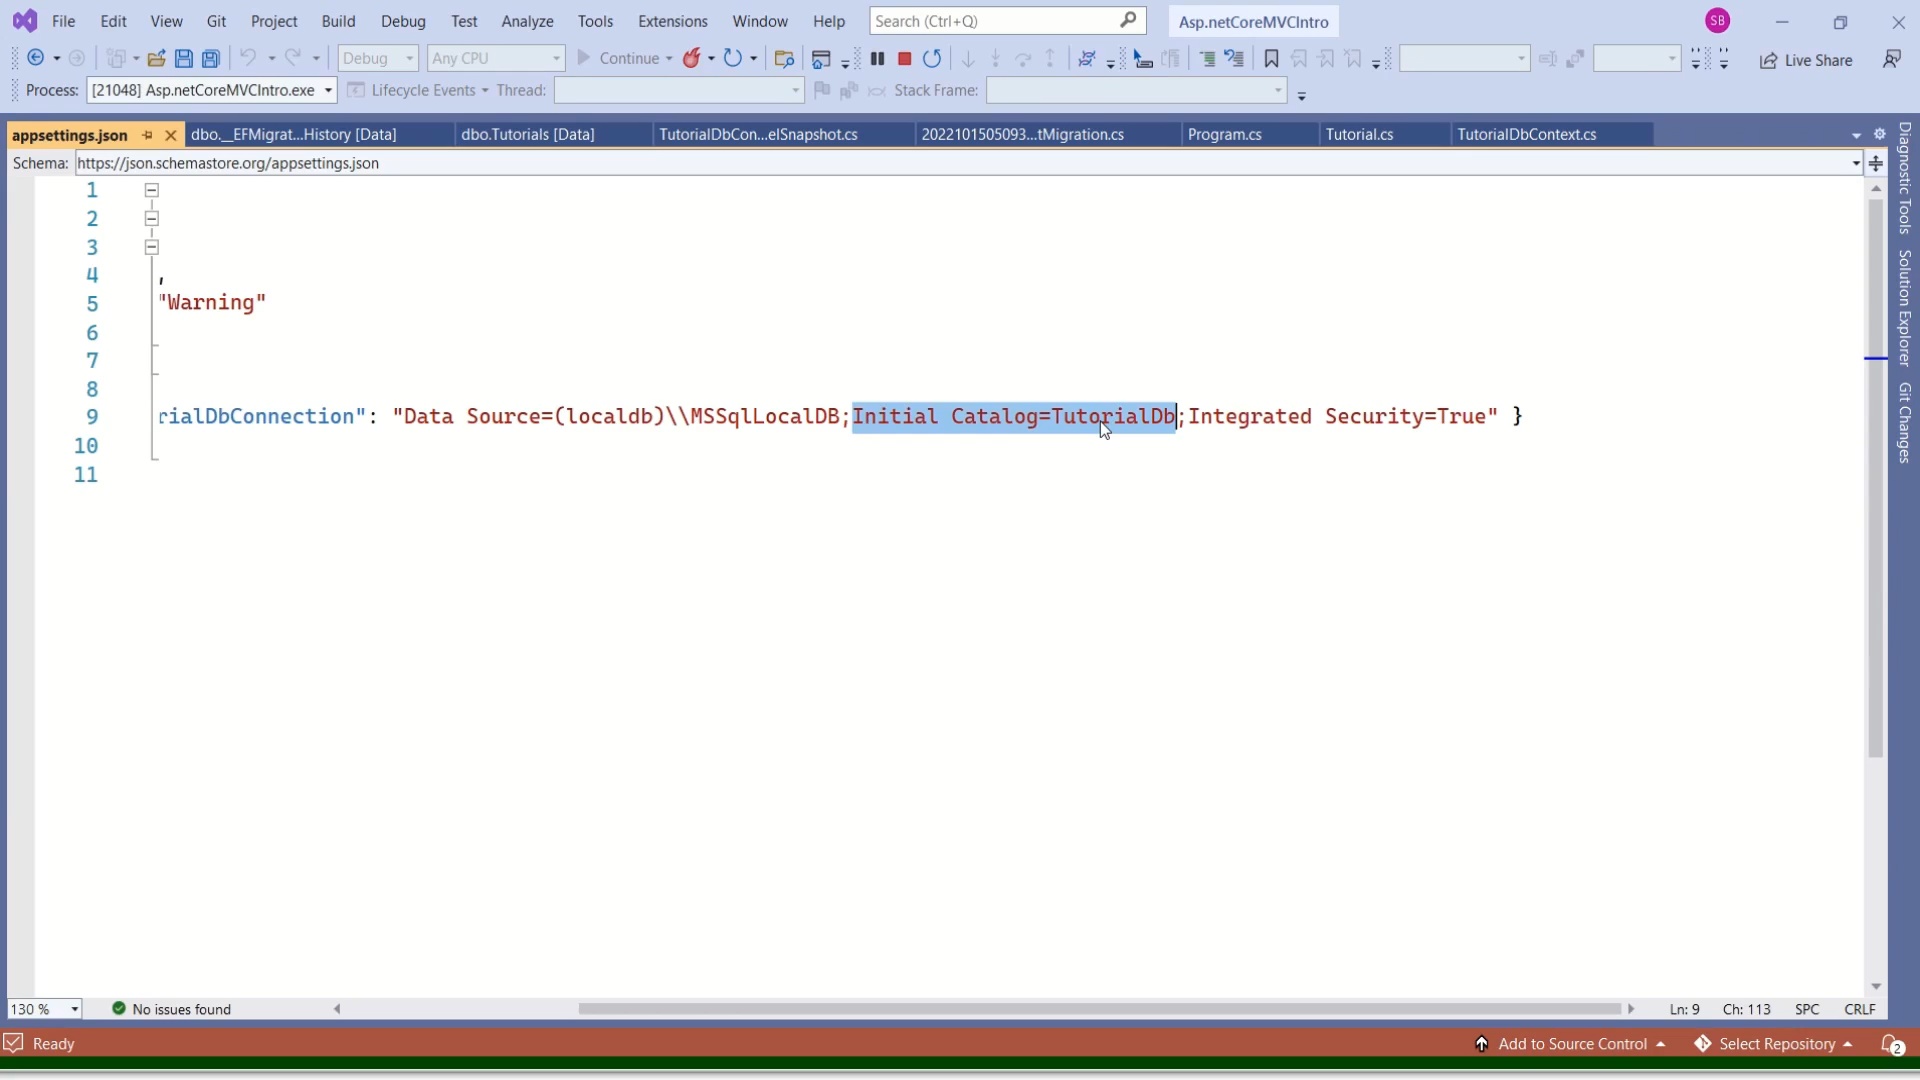 File Edit View Git Project Build Debug Test Analyze Tools Extensions Window Help Search (Ctrl+Q) Asp.netCoreMVCIntro SB
Debug Any CPU Continue Live Share
Process: [21048] Asp.netCoreMVCIntro.exe Lifecycle Events Thread: Stack Frame:
appsettings.json dbo.__EFMigrat...History [Data] dbo.Tutorials [Data] TutorialDbCon...elSnapshot.cs 2022101505093...tMigration.cs Program.cs Tutorial.cs TutorialDbContext.cs
Schema: https://json.schemastore.org/appsettings.json
1
2
3
4 ,
5 "Warning"
6
7
8
9 rialDbConnection": "Data Source=(localdb)\\MSSqlLocalDB;Initial Catalog=TutorialDb;Integrated Security=True" }
10
11
Diagnostic Tools
Solution Explorer
Git Changes
130 % No issues found Ln: 9 Ch: 113 SPC CRLF
Ready Add to Source Control Select Repository 2